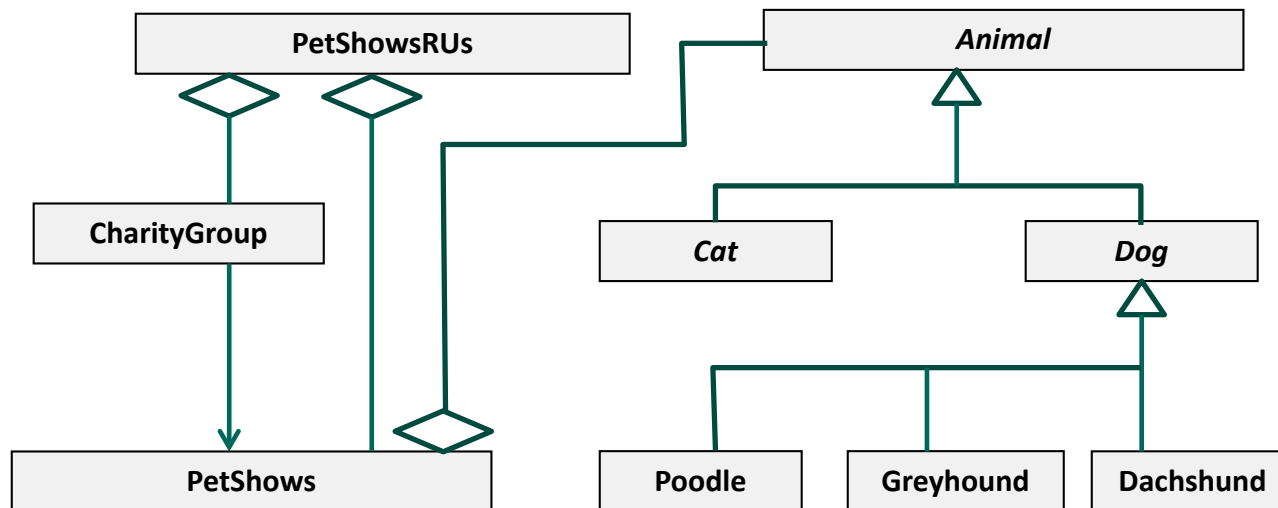 PetShowsRUs
Animal
CharityGroup
Cat
Dog
PetShows
Poodle
Greyhound
Dachshund